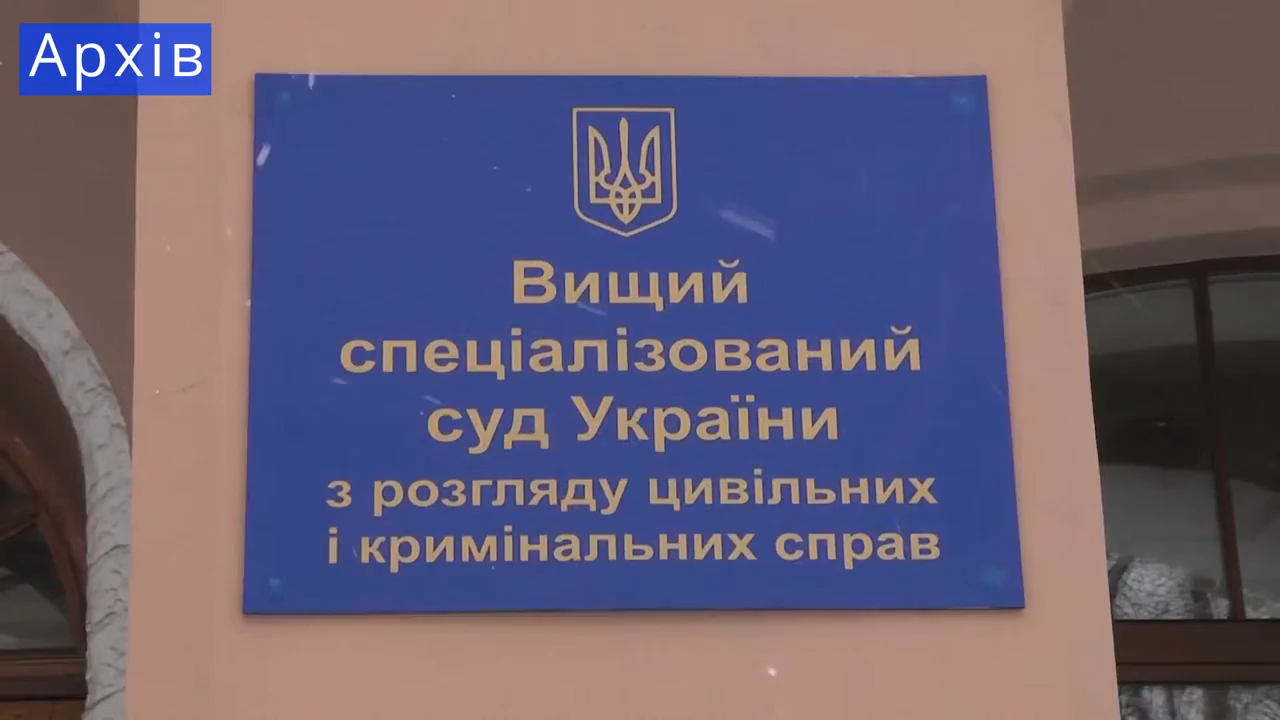 Архів
Вищий
спеціалізований
суд України
з розгляду цивільних
і кримінальних справ